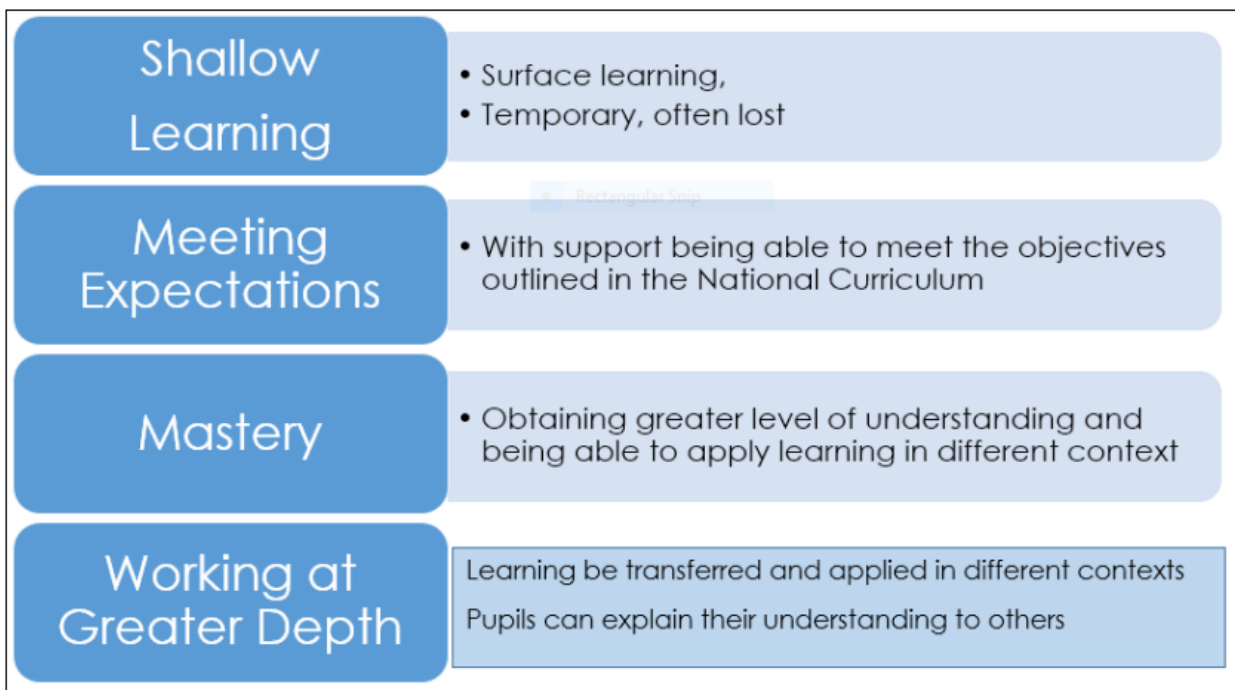 Shallow
Learning
• Surface learning,
• Temporary, often lost
Rectangular Snip
Meeting
Expectations
• With support being able to meet the objectives
outlined in the National Curriculum
Mastery
• Obtaining greater level of understanding and
being able to apply learning in different context
Working at
Greater Depth
Learning be transferred and applied in different contexts
Pupils can explain their understanding to others